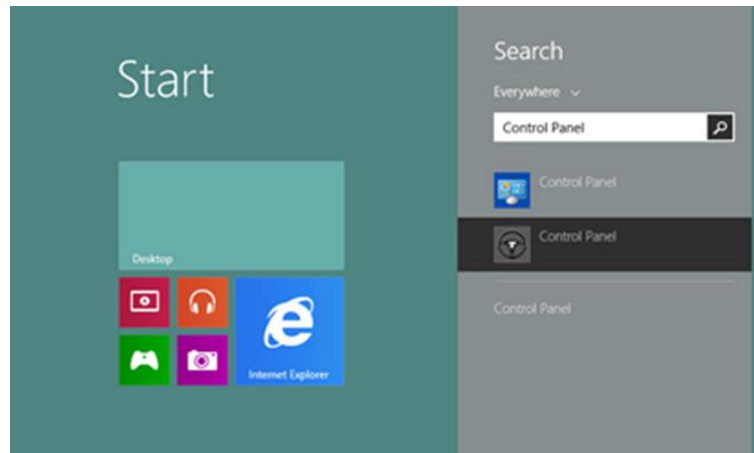 Start
Desktop
Internet Explorer
Search
Everywhere
Control Panel
Control Panel
Control Panel
Control Panel